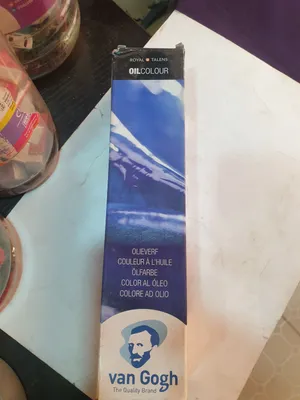 ROYAL TALENS
OILCOLOUR
OLIEVERF
COULEUR À L'HUILE
ÖLFARBE
COLOR AL ÓLEO
COLORE AD OLIO
van Gogh
The Quality Brand